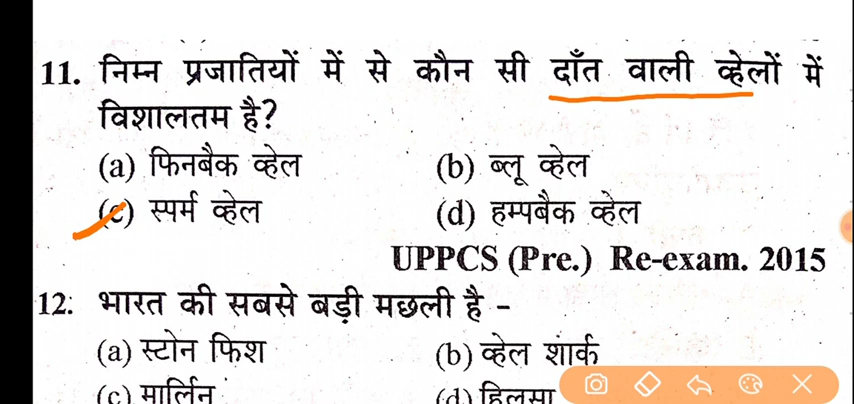 11. निम्न प्रजातियों में से कौन सी दाँत वाली व्हेलों में
विशालतम है?
(a) फिनबैक व्हेल (b) ब्लू व्हेल
(c) स्पर्म व्हेल (d) हम्पबैक व्हेल
UPPCS (Pre.) Re-exam. 2015
12. भारत की सबसे बड़ी मछली है -
(a) स्टोन फिश (b) व्हेल शार्क
(c) मार्लिन (d) हिलसा